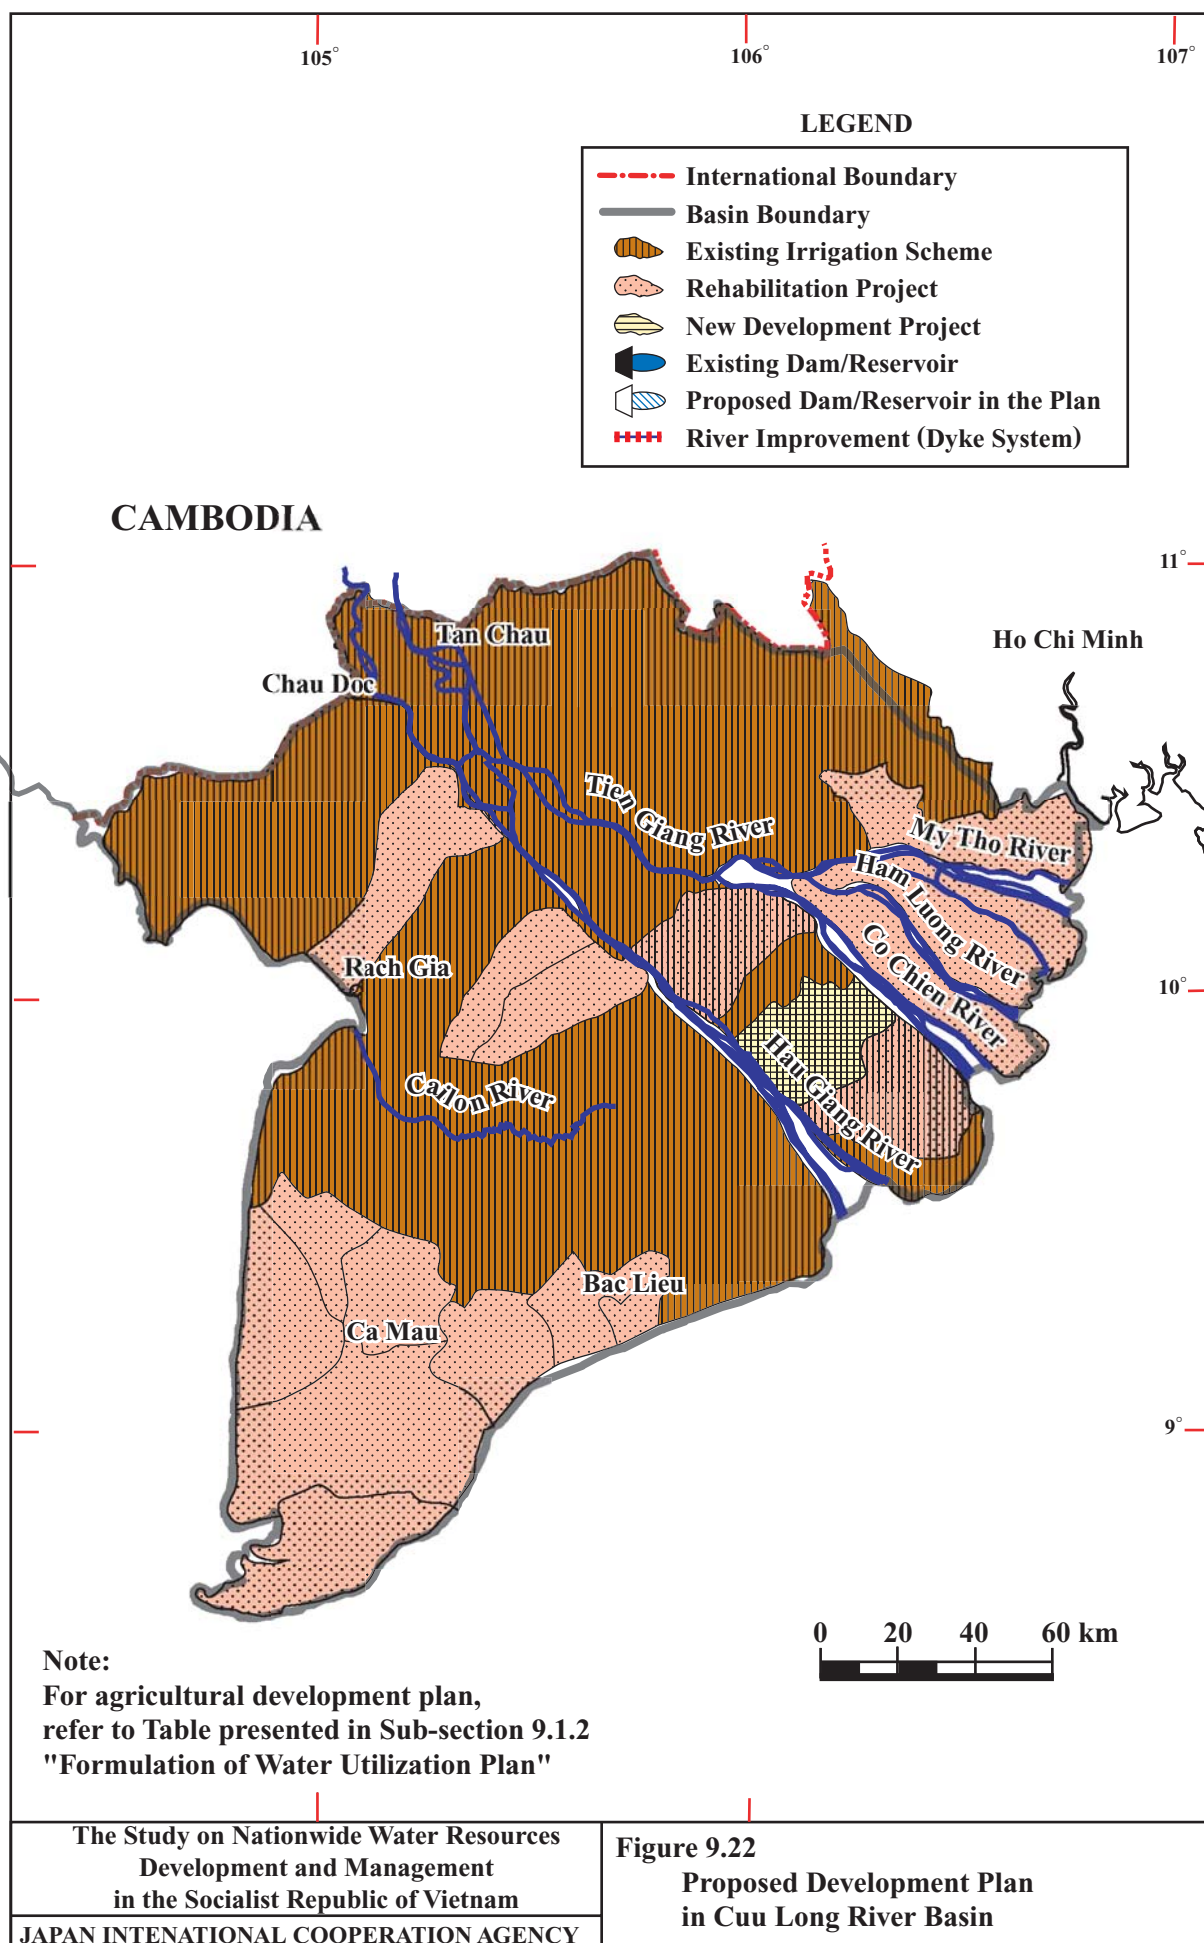 105°
106°
107°
LEGEND
International Boundary
Basin Boundary
Existing Irrigation Scheme
Rehabilitation Project
New Development Project
Existing Dam/Reservoir
Proposed Dam/Reservoir in the Plan
River Improvement (Dyke System)
CAMBODIA
11°
Tan Chau
Ho Chi Minh
Chau Doc
Tien Giang River
My Tho River
Ham Luong River
Co Chien River
Rach Gia
10°
Hau Giang River
Cailon River
Bac Lieu
Ca Mau
9°
0 20 40 60 km
Note:
For agricultural development plan,
refer to Table presented in Sub-section 9.1.2
"Formulation of Water Utilization Plan"
The Study on Nationwide Water Resources
Development and Management
in the Socialist Republic of Vietnam
JAPAN INTENATIONAL COOPERATION AGENCY
Figure 9.22
Proposed Development Plan
in Cuu Long River Basin